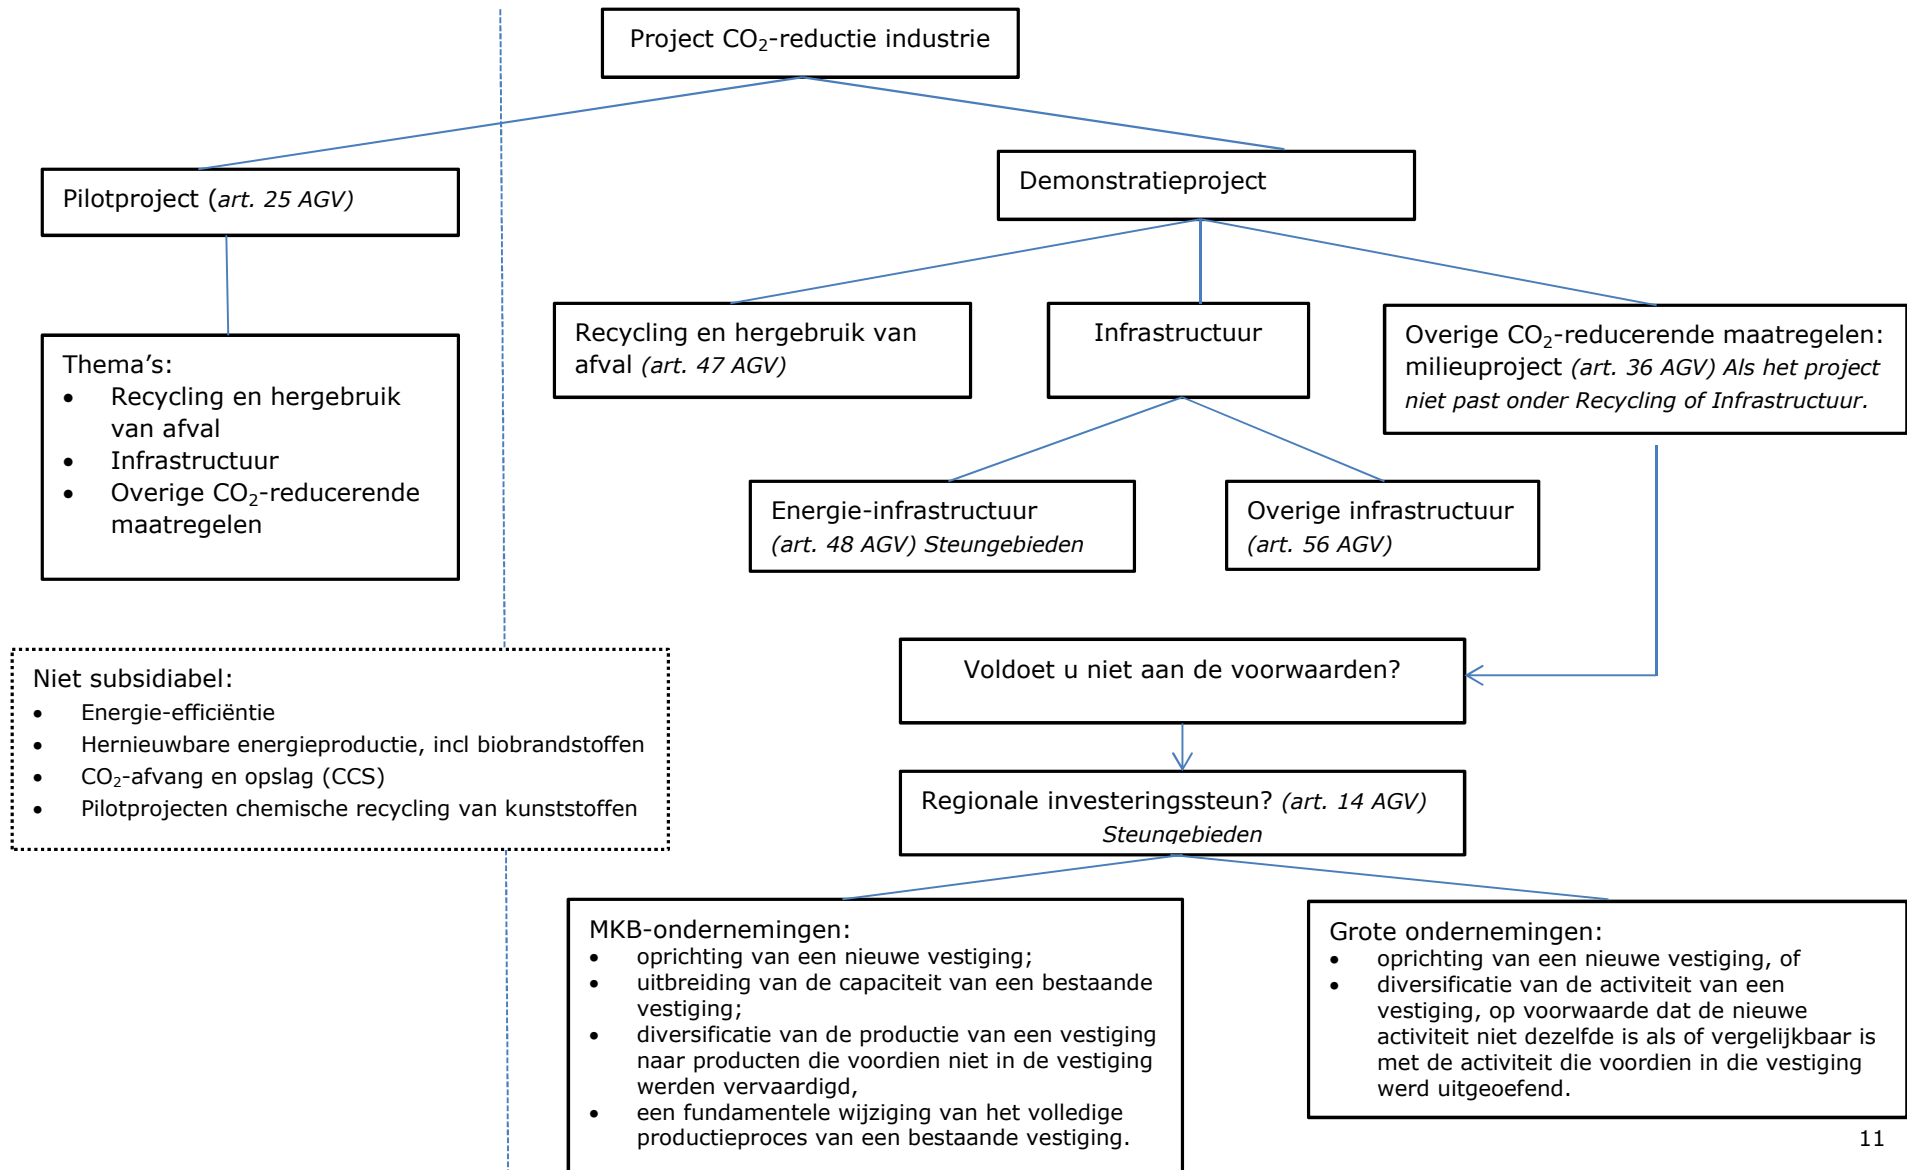 Project CO₂-reductie industrie
Pilotproject (art. 25 AGV)
Demonstratieproject
Thema’s:
• Recycling en hergebruik
van afval
• Infrastructuur
• Overige CO₂-reducerende
maatregelen
Recycling en hergebruik van
afval (art. 47 AGV)
Infrastructuur
Overige CO₂-reducerende maatregelen:
milieuproject (art. 36 AGV) Als het project
niet past onder Recycling of Infrastructuur.
Energie-infrastructuur
(art. 48 AGV) Steungebieden
Overige infrastructuur
(art. 56 AGV)
Niet subsidiabel:
• Energie-efficiëntie
• Hernieuwbare energieproductie, incl biobrandstoffen
• CO₂-afvang en opslag (CCS)
• Pilotprojecten chemische recycling van kunststoffen
Voldoet u niet aan de voorwaarden?
Regionale investeringssteun? (art. 14 AGV)
Steungebieden
MKB-ondernemingen:
• oprichting van een nieuwe vestiging;
• uitbreiding van de capaciteit van een bestaande
vestiging;
• diversificatie van de productie van een vestiging
naar producten die voordien niet in de vestiging
werden vervaardigd,
• een fundamentele wijziging van het volledige
productieproces van een bestaande vestiging.
Grote ondernemingen:
• oprichting van een nieuwe vestiging, of
• diversificatie van de activiteit van een
vestiging, op voorwaarde dat de nieuwe
activiteit niet dezelfde is als of vergelijkbaar is
met de activiteit die voordien in die vestiging
werd uitgeoefend.
11